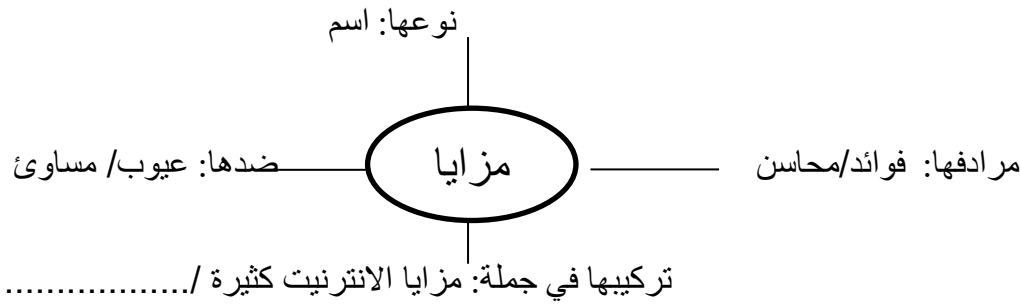 نوعها: اسم
مرادفها: فوائد/محاسن
مزايا
ضدها: عيوب/ مساوئ
تركيبها في جملة: مزايا الانترنيت كثيرة /..................